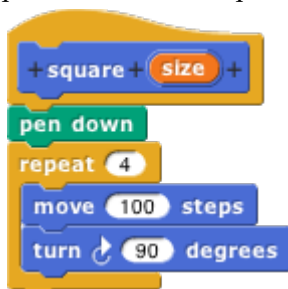 + square + size +
pen down
repeat 4
move 100 steps
turn 90 degrees